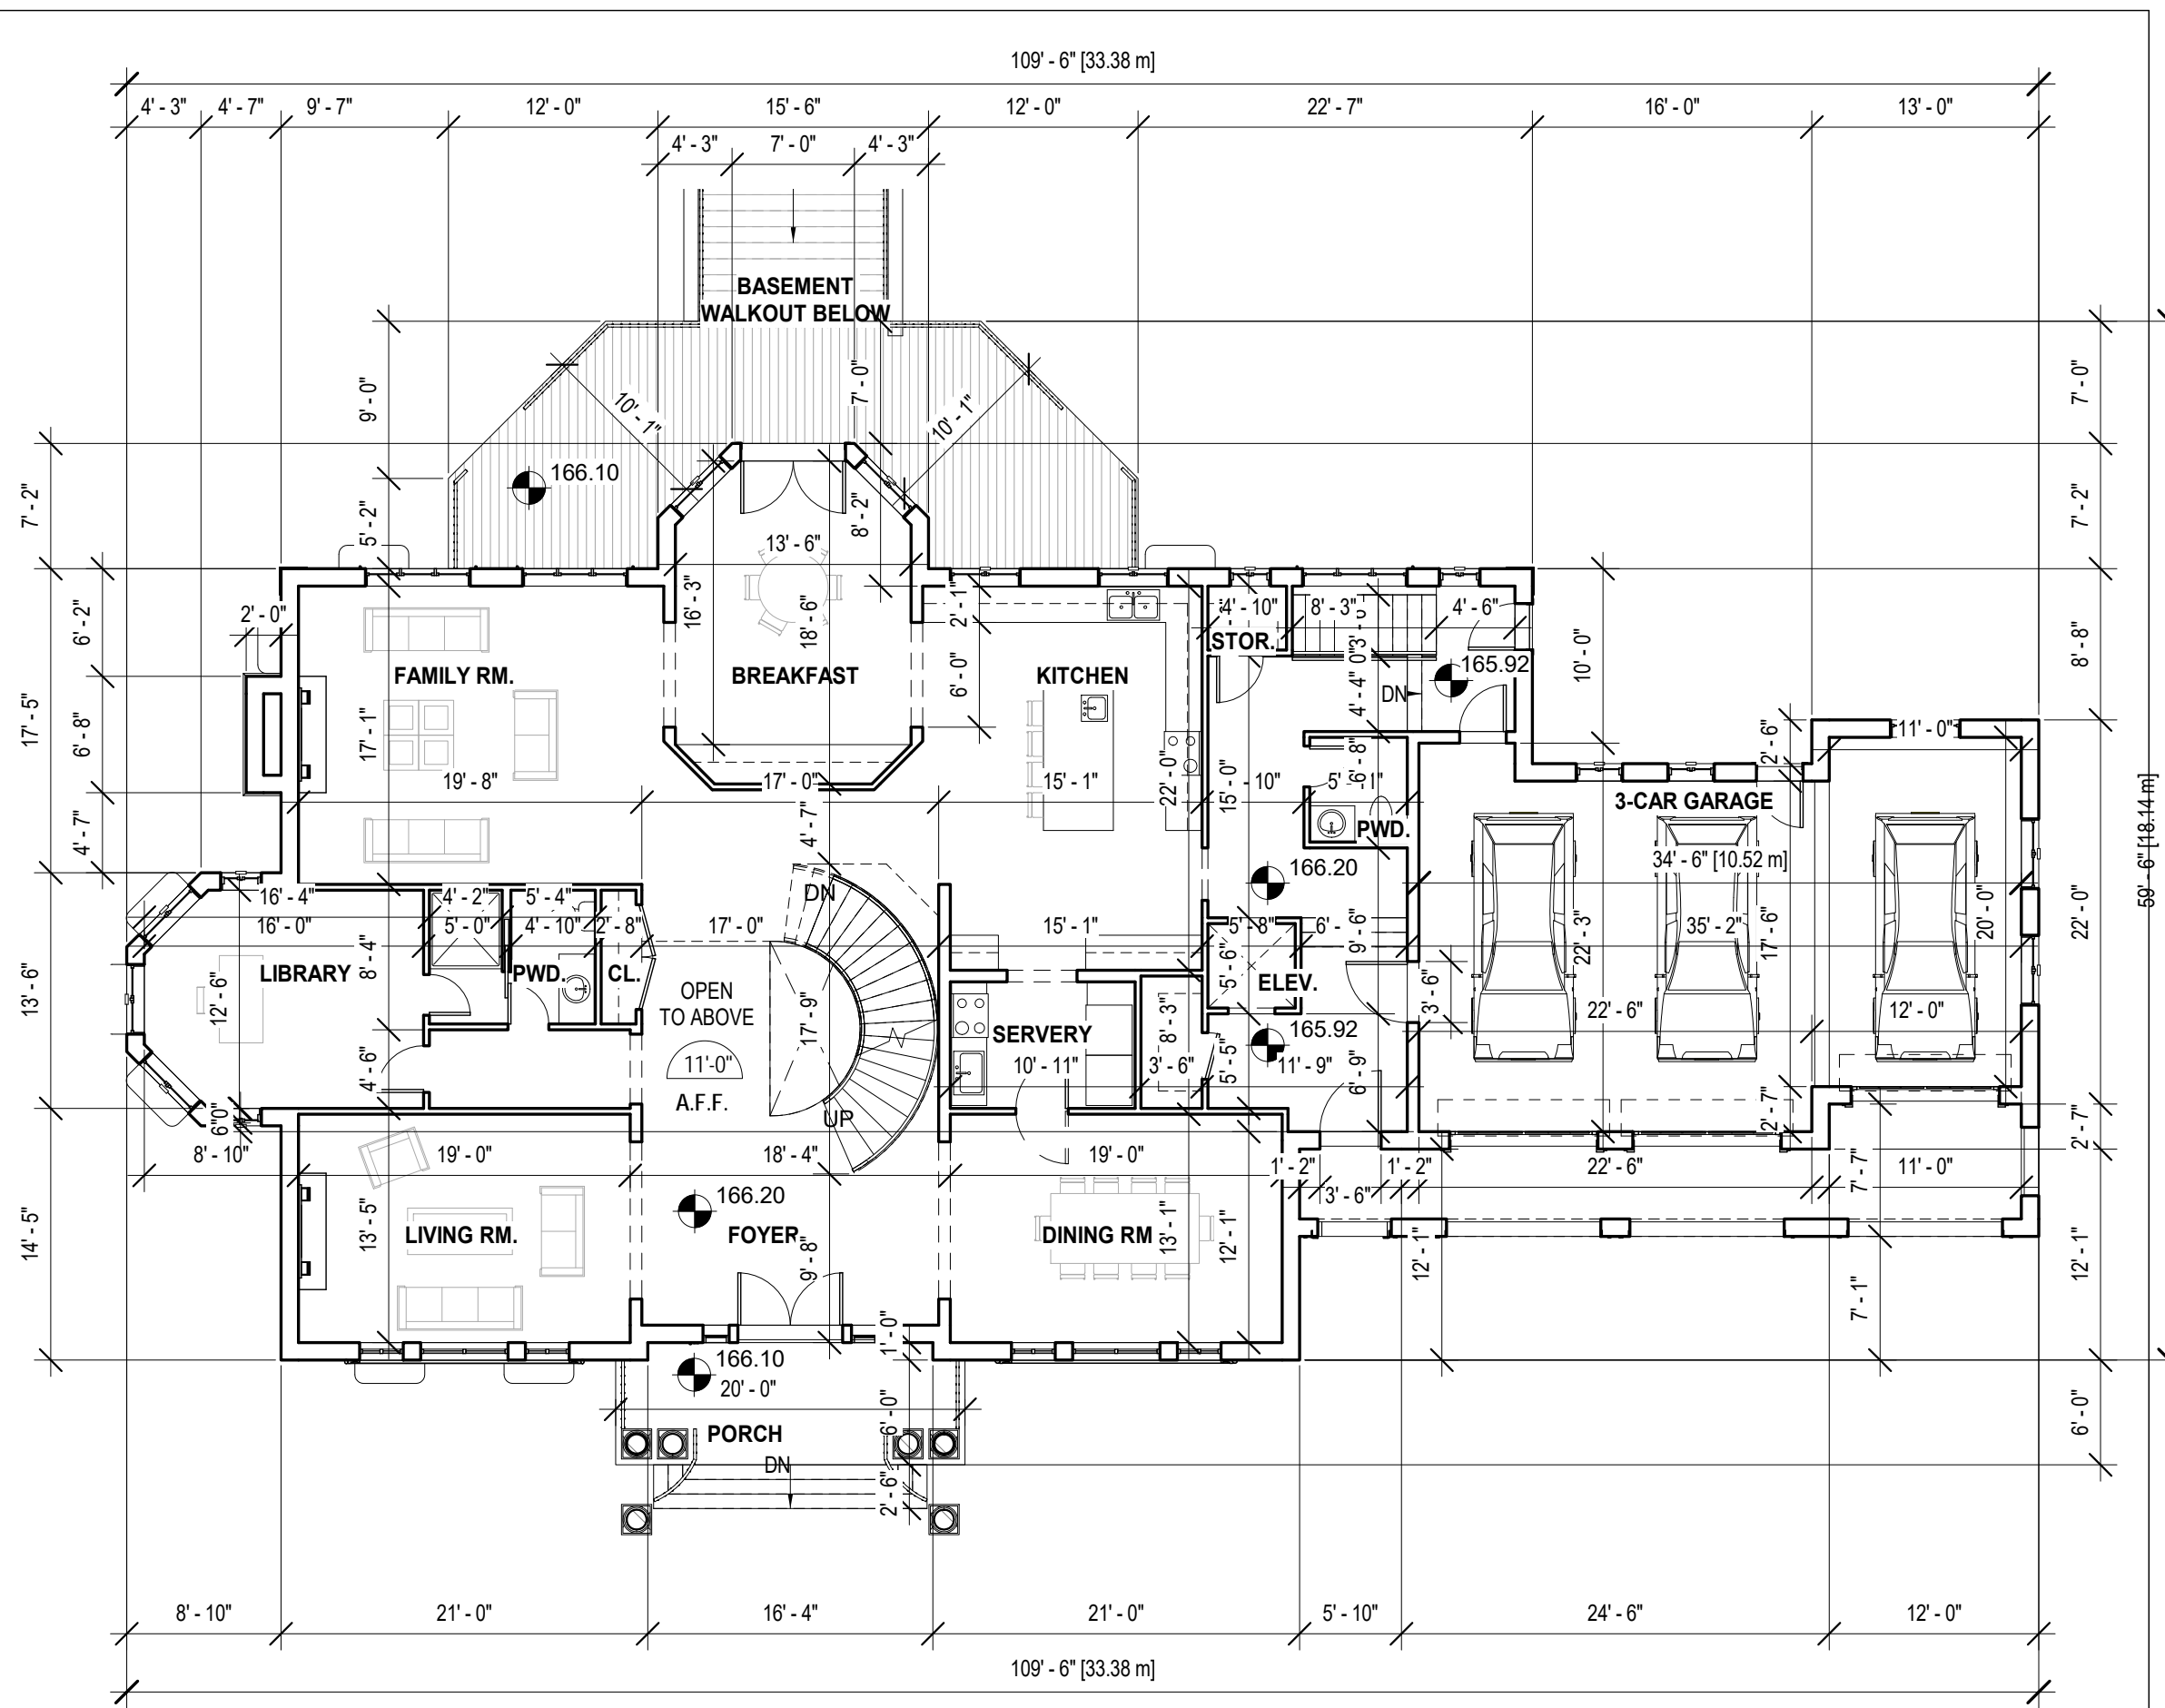 109' - 6" [33.38 m]
4' - 3" 4' - 7" 9' - 7" 12' - 0" 15' - 6" 12' - 0" 22' - 7" 16' - 0" 13' - 0"
4' - 3" 7' - 0" 4' - 3"
BASEMENT
WALKOUT BELOW
9' - 0" 10' - 1" 7' - 0" 10' - 1" 7' - 0"
166.10
7' - 2" 5' - 2" 8' - 2" 7' - 2"
13' - 6"
6' - 2" 2' - 0" 16' - 3" 18' - 6" 2' - 1" 4' - 10" 8' - 3" 4' - 6" 10' - 0" 8' - 8"
STOR.
FAMILY RM. BREAKFAST KITCHEN 6' - 0" 4' - 4" 165.92
DN
17' - 5" 6' - 8" 17' - 1" 2' - 6" 11' - 0"
19' - 8" 17' - 0" 15' - 1" 22' - 0" 15' - 0" 6' - 8"
3-CAR GARAGE
4' - 7" 4' - 7" PWD.
34' - 6" [10.52 m]
59' - 6" [18.14 m]
166.20
DN
16' - 4" 4' - 2" 5' - 4"
16' - 0" 5' - 0" 4' - 10" 2' - 8" 17' - 0" 15' - 1" 5' - 8" 9' - 6" 22' - 3" 35' - 2" 17' - 6" 20' - 0" 22' - 0"
8' - 4"
LIBRARY PWD. CL. 5' - 6" ELEV.
13' - 6" 12' - 6" OPEN
TO ABOVE
17' - 9" 3' - 6" 22' - 6" 12' - 0"
SERVERY 8' - 3" 165.92
4' - 6" 11'-0" 10' - 11" 3' - 6" 5' - 5" 11' - 9" 6' - 9"
A.F.F.
UP
2' - 7" 2' - 7"
8' - 10" 19' - 0" 18' - 4" 19' - 0" 1' - 2" 1' - 2" 22' - 6" 7' - 7" 11' - 0"
3' - 6"
166.20
14' - 5" 13' - 5" LIVING RM. FOYER 9' - 8" DINING RM 13' - 1" 12' - 1" 12' - 1" 12' - 1"
7' - 1"
1' - 0"
166.10
20' - 0"
6' - 0" 6' - 0"
PORCH
DN
2' - 6"
8' - 10" 21' - 0" 16' - 4" 21' - 0" 5' - 10" 24' - 6" 12' - 0"
109' - 6" [33.38 m]